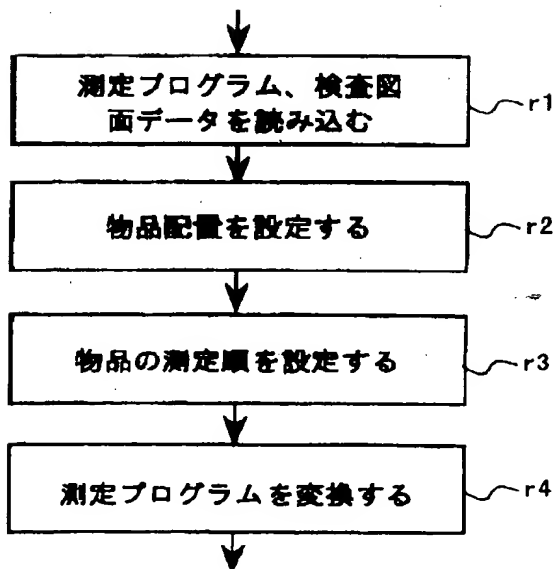 測定プログラム、検査図
面データを読み込む
r1
物品配置を設定する
r2
物品の測定順を設定する
r3
測定プログラムを変換する
r4